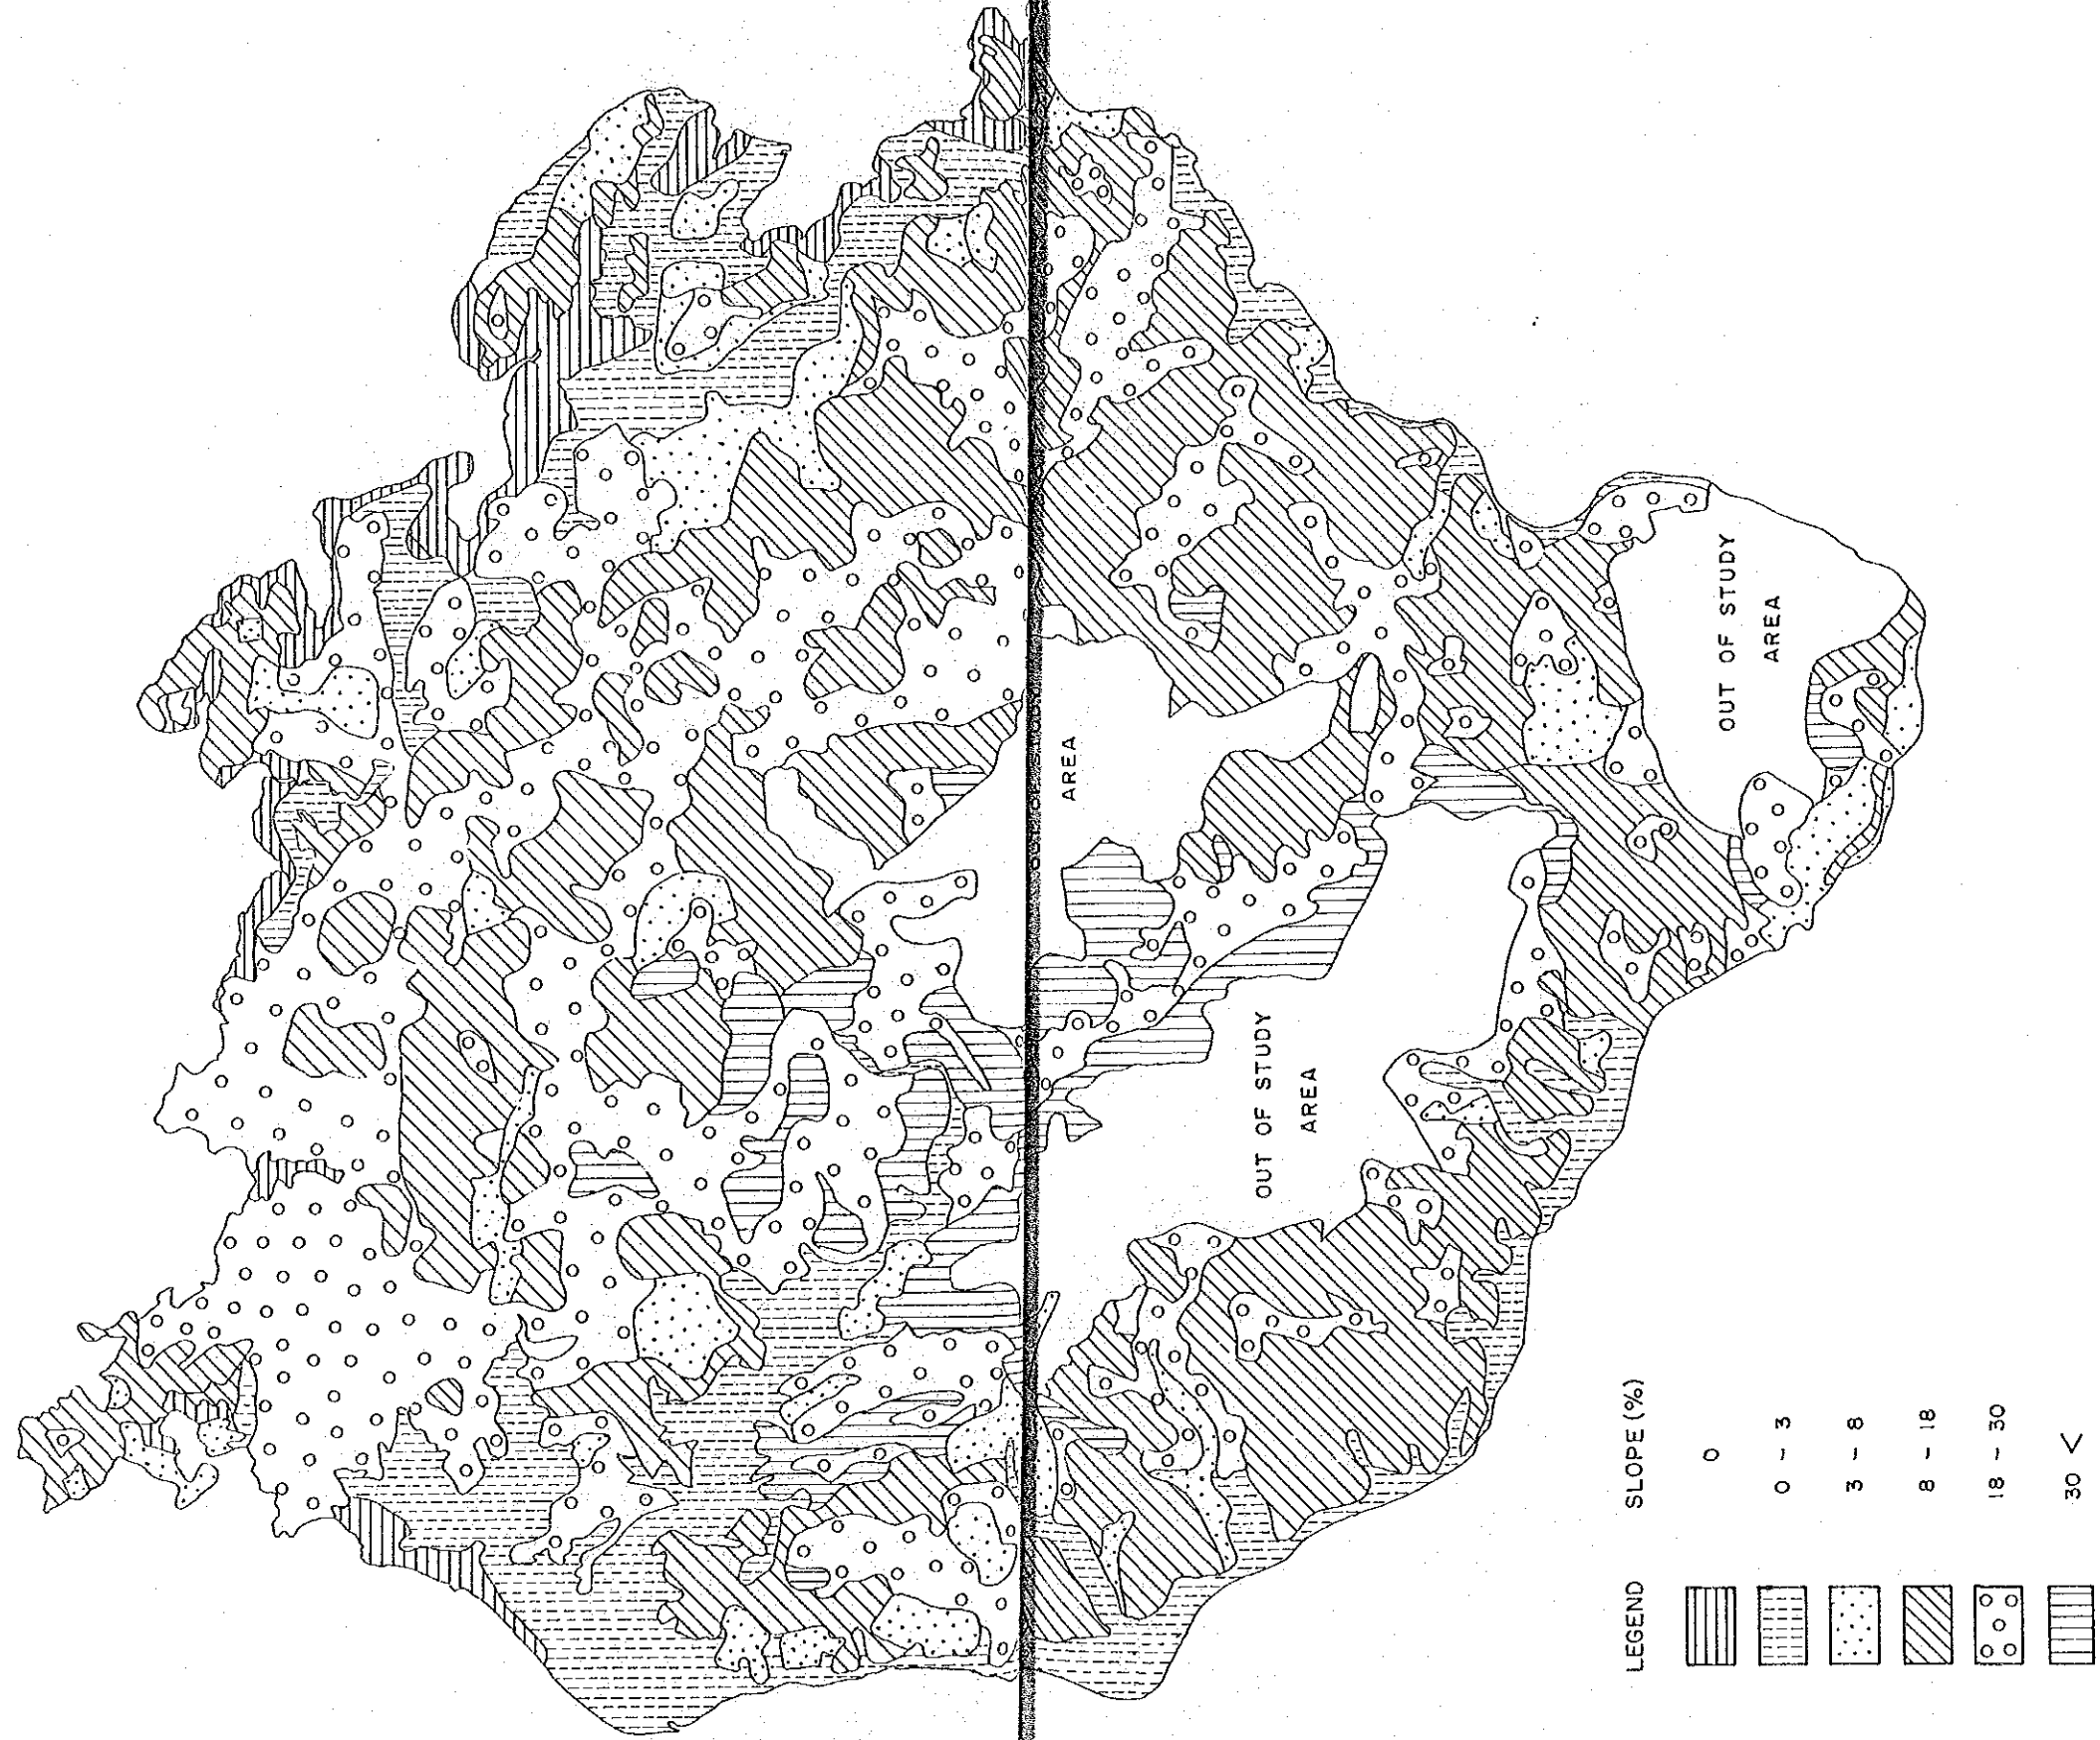 OUT OF STUDY
AREA
AREA
OUT OF STUDY
AREA
LEGEND SLOPE (%)
0
0 - 3
3 - 8
8 - 18
18 - 30
30 <